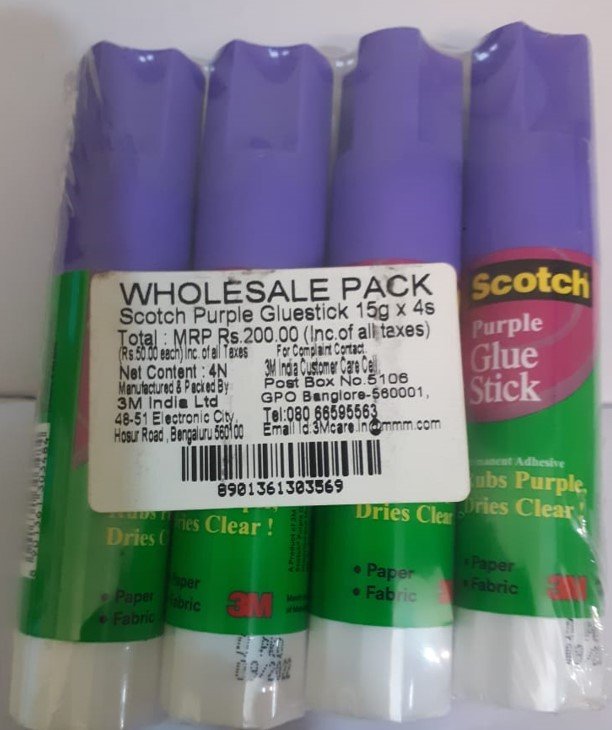 WHOLESALE PACK
Scotch Purple Gluestick 15g x 4s
Total : MRP Rs.200.00 (Inc.of all taxes)
(Rs.50.00 each) Inc. of all Taxes
Net Content : 4N
Manufactured & Packed By:
3M India Ltd
48-51 Electronic City,
Hosur Road , Bengaluru 560100
For Complaint Contact.
3M India Customer Care Cell,
Post Box No.5106
GPO Banglore-560001,
Tel:080 66595563
Email Id:3Mcare.in@mmm.com
8901361303569
Scotch
Purple
Glue
Stick
Adhesive
Rubs Purple,
Dries Clear !
Dries
Dries Clear !
Dries Clear
• Paper
• Fabric
Paper
Fabric
3M
• Paper
• Fabric
• Paper
• Fabric
3M
09/2022